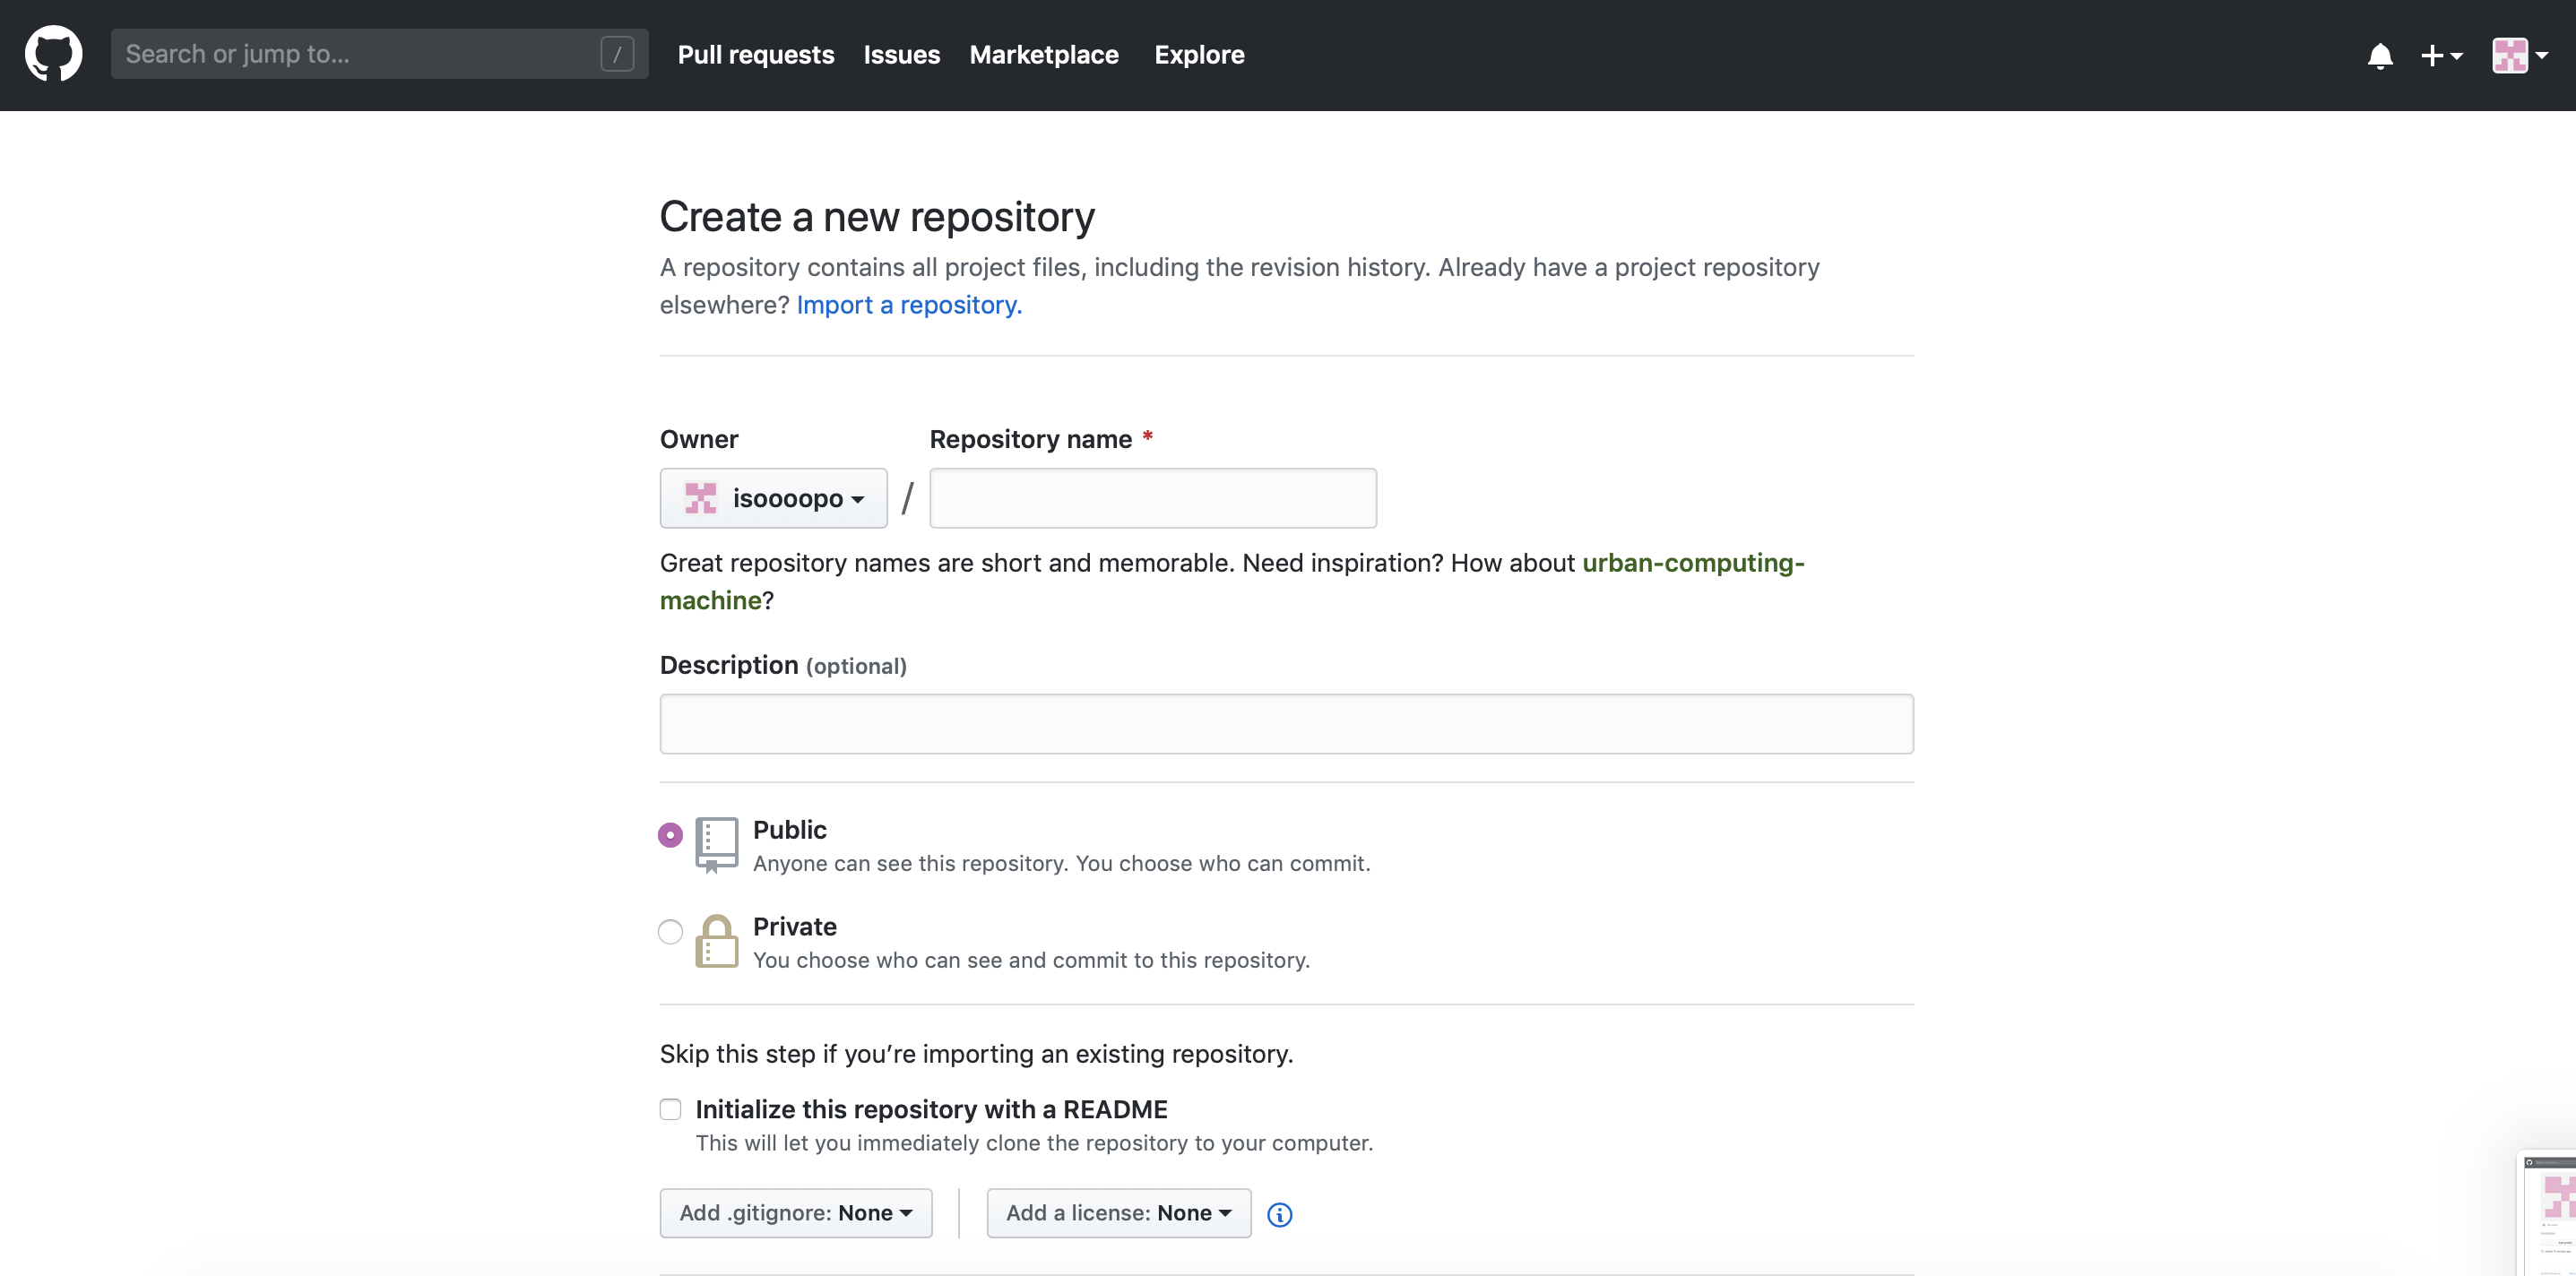 Search or jump to... /
Pull requests Issues Marketplace Explore
Create a new repository
A repository contains all project files, including the revision history. Already have a project repository
elsewhere? Import a repository.
Owner Repository name *
isoooopo / 
Great repository names are short and memorable. Need inspiration? How about urban-computing-
machine?
Description (optional)
Public
Anyone can see this repository. You choose who can commit.
Private
You choose who can see and commit to this repository.
Skip this step if you’re importing an existing repository.
Initialize this repository with a README
This will let you immediately clone the repository to your computer.
Add .gitignore: None Add a license: None